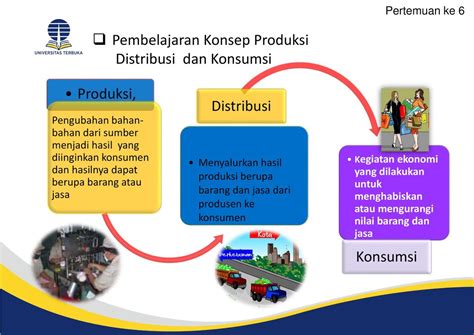 Pertemuan ke 6
UNIVERSITAS TERBUKA
❑ Pembelajaran Konsep Produksi
Distribusi dan Konsumsi
• Produksi,
Pengubahan bahan-
bahan dari sumber
menjadi hasil yang
diinginkan konsumen
dan hasilnya dapat
berupa barang atau
jasa
Distribusi
• Menyalurkan hasil
produksi berupa
barang dan jasa dari
produsen ke
konsumen
Kota
Perkebunan
• Kegiatan ekonomi
yang dilakukan
untuk
menghabiskan
atau mengurangi
nilai barang dan
jasa
Konsumsi